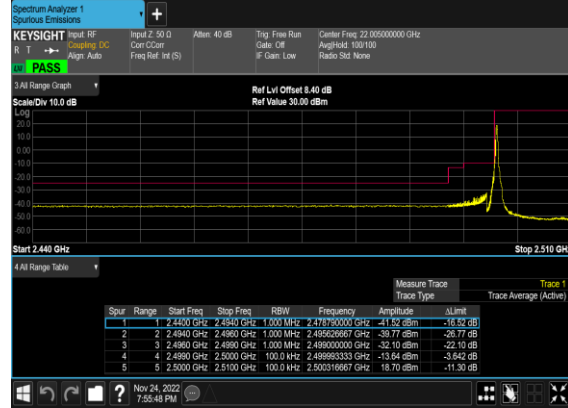 Spectrum Analyzer 1
Spurious Emissions
+
KEYSIGHT Input: RF Input Z: 50 Ω Atten: 40 dB Trig: Free Run Center Freq: 22.005000000 GHz
R T Coupling: DC Corr CCorr Gate: Off Avg|Hold: 100/100
Align: Auto Freq Ref: Int (S) IF Gain: Low Radio Std: None
PASS
3 All Range Graph
Ref Lvl Offset 8.40 dB
Scale/Div 10.0 dB Ref Value 30.00 dBm
Log
20.0
10.0
0.00
-10.0
-20.0
-30.0
-40.0
-50.0
-60.0
Start 2.440 GHz Stop 2.510 GH
4 All Range Table
Measure Trace Trace 1
Trace Type Trace Average (Active)
Spur Range Start Freq Stop Freq RBW Frequency Amplitude ΔLimit
1 1 2.4400 GHz 2.4940 GHz 1.000 MHz 2.478790000 GHz -41.52 dBm -16.52 dB
2 2 2.4940 GHz 2.4960 GHz 1.000 MHz 2.495626667 GHz -39.77 dBm -26.77 dB
3 3 2.4960 GHz 2.4990 GHz 1.000 MHz 2.499000000 GHz -32.10 dBm -22.10 dB
4 4 2.4990 GHz 2.5000 GHz 100.0 kHz 2.499993333 GHz -13.64 dBm -3.642 dB
5 5 2.5000 GHz 2.5100 GHz 100.0 kHz 2.500316667 GHz 18.70 dBm -11.30 dB
?
Nov 24, 2022
7:55:48 PM